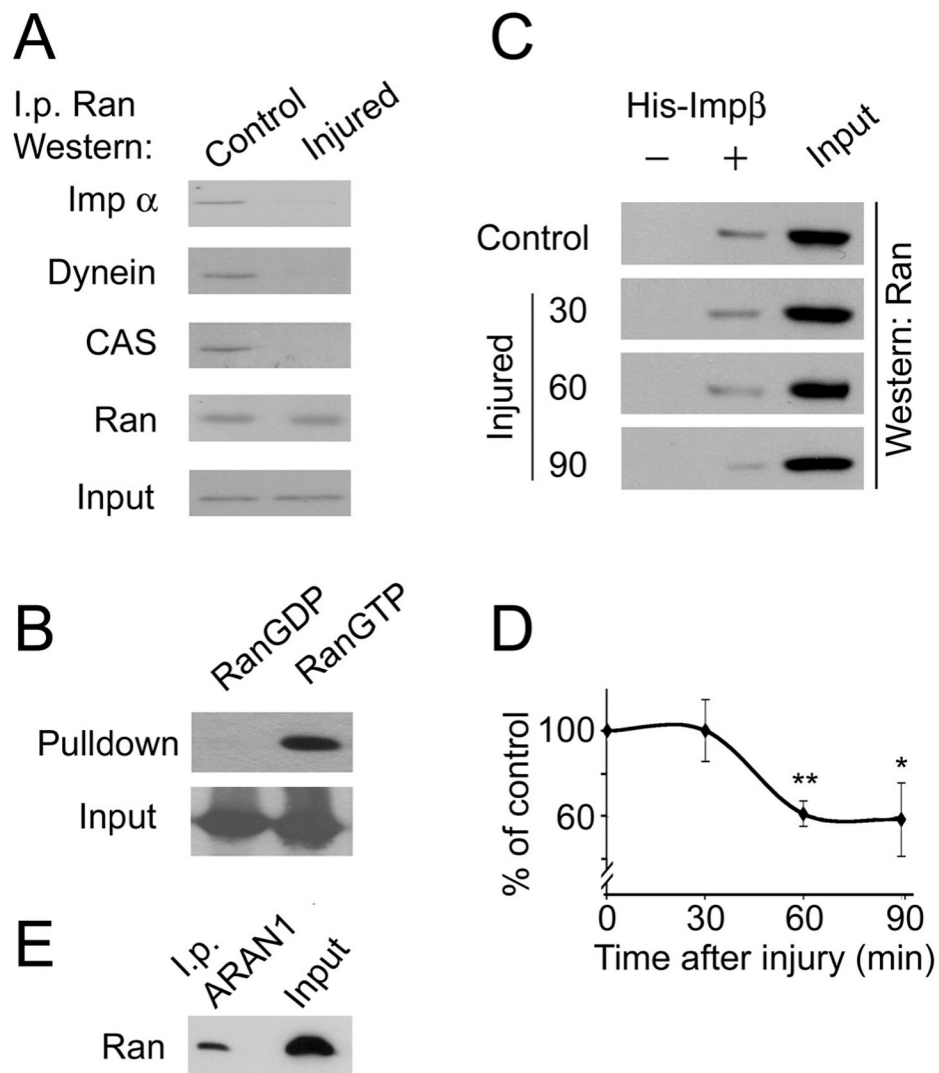 A
I.p. Ran
Western:
Control
Injured
Imp α
Dynein
CAS
Ran
Input
B
RanGDP
RanGTP
Pulldown
Input
E
I.p.
ARAN1
Input
Ran
C
His-Impβ
− + Input
Control
Injured
30
60
90
Western: Ran
D
% of control
100
60
** *
0 30 60 90
Time after injury (min)